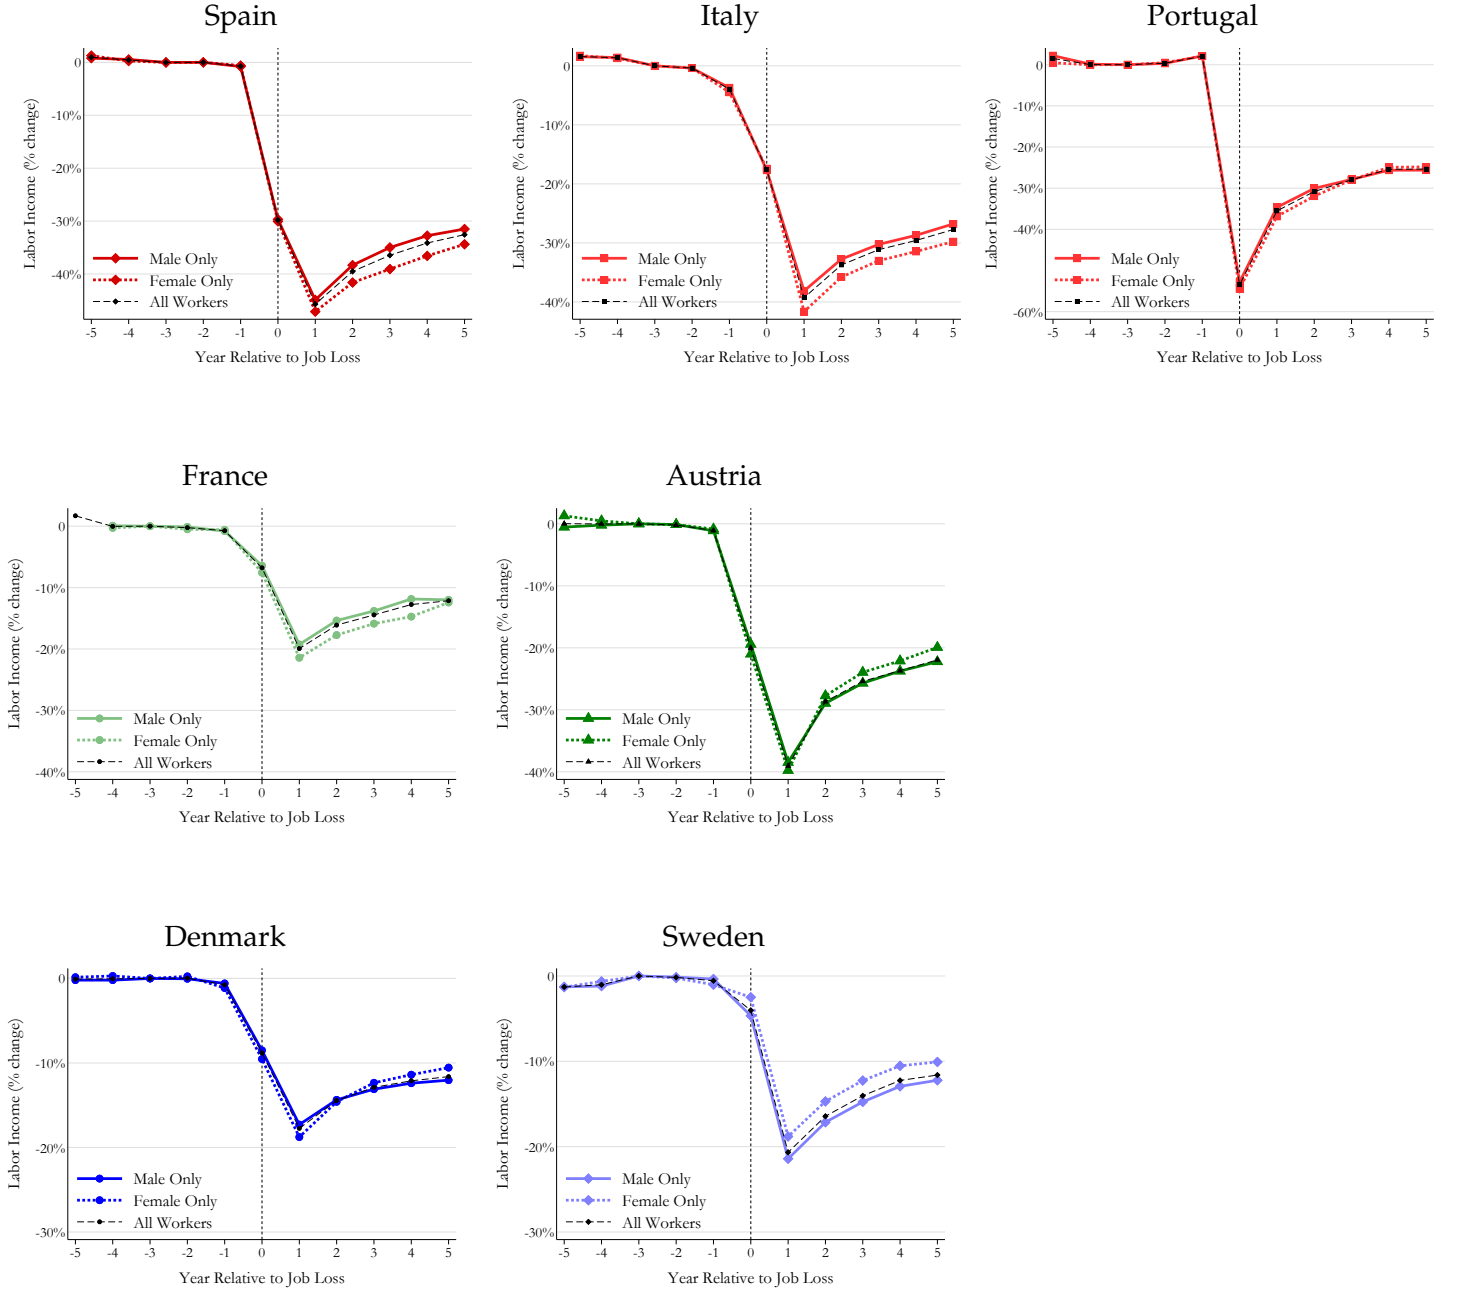 Spain
Labor Income (% change)
0
-10%
-20%
-30%
-40%
Male Only
Female Only
All Workers
-5 -4 -3 -2 -1 0 1 2 3 4 5
Year Relative to Job Loss
Italy
Labor Income (% change)
0
-10%
-20%
-30%
-40%
Male Only
Female Only
All Workers
-5 -4 -3 -2 -1 0 1 2 3 4 5
Year Relative to Job Loss
Portugal
Labor Income (% change)
0
-10%
-20%
-30%
-40%
-60%
Male Only
Female Only
All Workers
-5 -4 -3 -2 -1 0 1 2 3 4 5
Year Relative to Job Loss
France
Labor Income (% change)
0
-10%
-20%
-30%
-40%
Male Only
Female Only
All Workers
-5 -4 -3 -2 -1 0 1 2 3 4 5
Year Relative to Job Loss
Austria
Labor Income (% change)
0
-10%
-20%
-30%
-40%
Male Only
Female Only
All Workers
-5 -4 -3 -2 -1 0 1 2 3 4 5
Year Relative to Job Loss
Denmark
Labor Income (% change)
0
-10%
-20%
-30%
Male Only
Female Only
All Workers
-5 -4 -3 -2 -1 0 1 2 3 4 5
Year Relative to Job Loss
Sweden
Labor Income (% change)
0
-10%
-20%
-30%
Male Only
Female Only
All Workers
-5 -4 -3 -2 -1 0 1 2 3 4 5
Year Relative to Job Loss